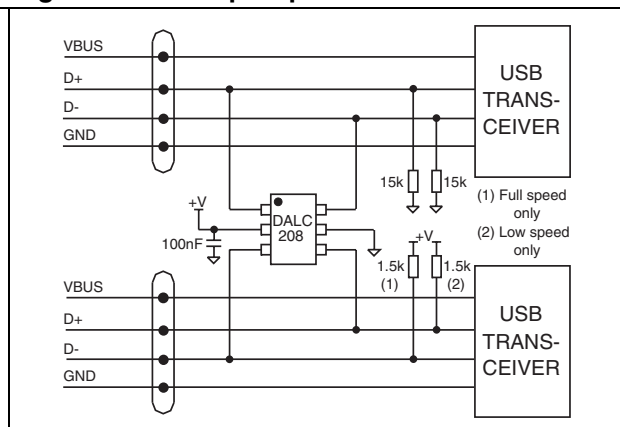 VBUS
D+
D-
GND
USB
TRANS-
CEIVER
15k
15k
(1) Full speed
only
(2) Low speed
only
+V
100nF
DALC
208
+V
1.5k
(1)
1.5k
(2)
VBUS
D+
D-
GND
USB
TRANS-
CEIVER